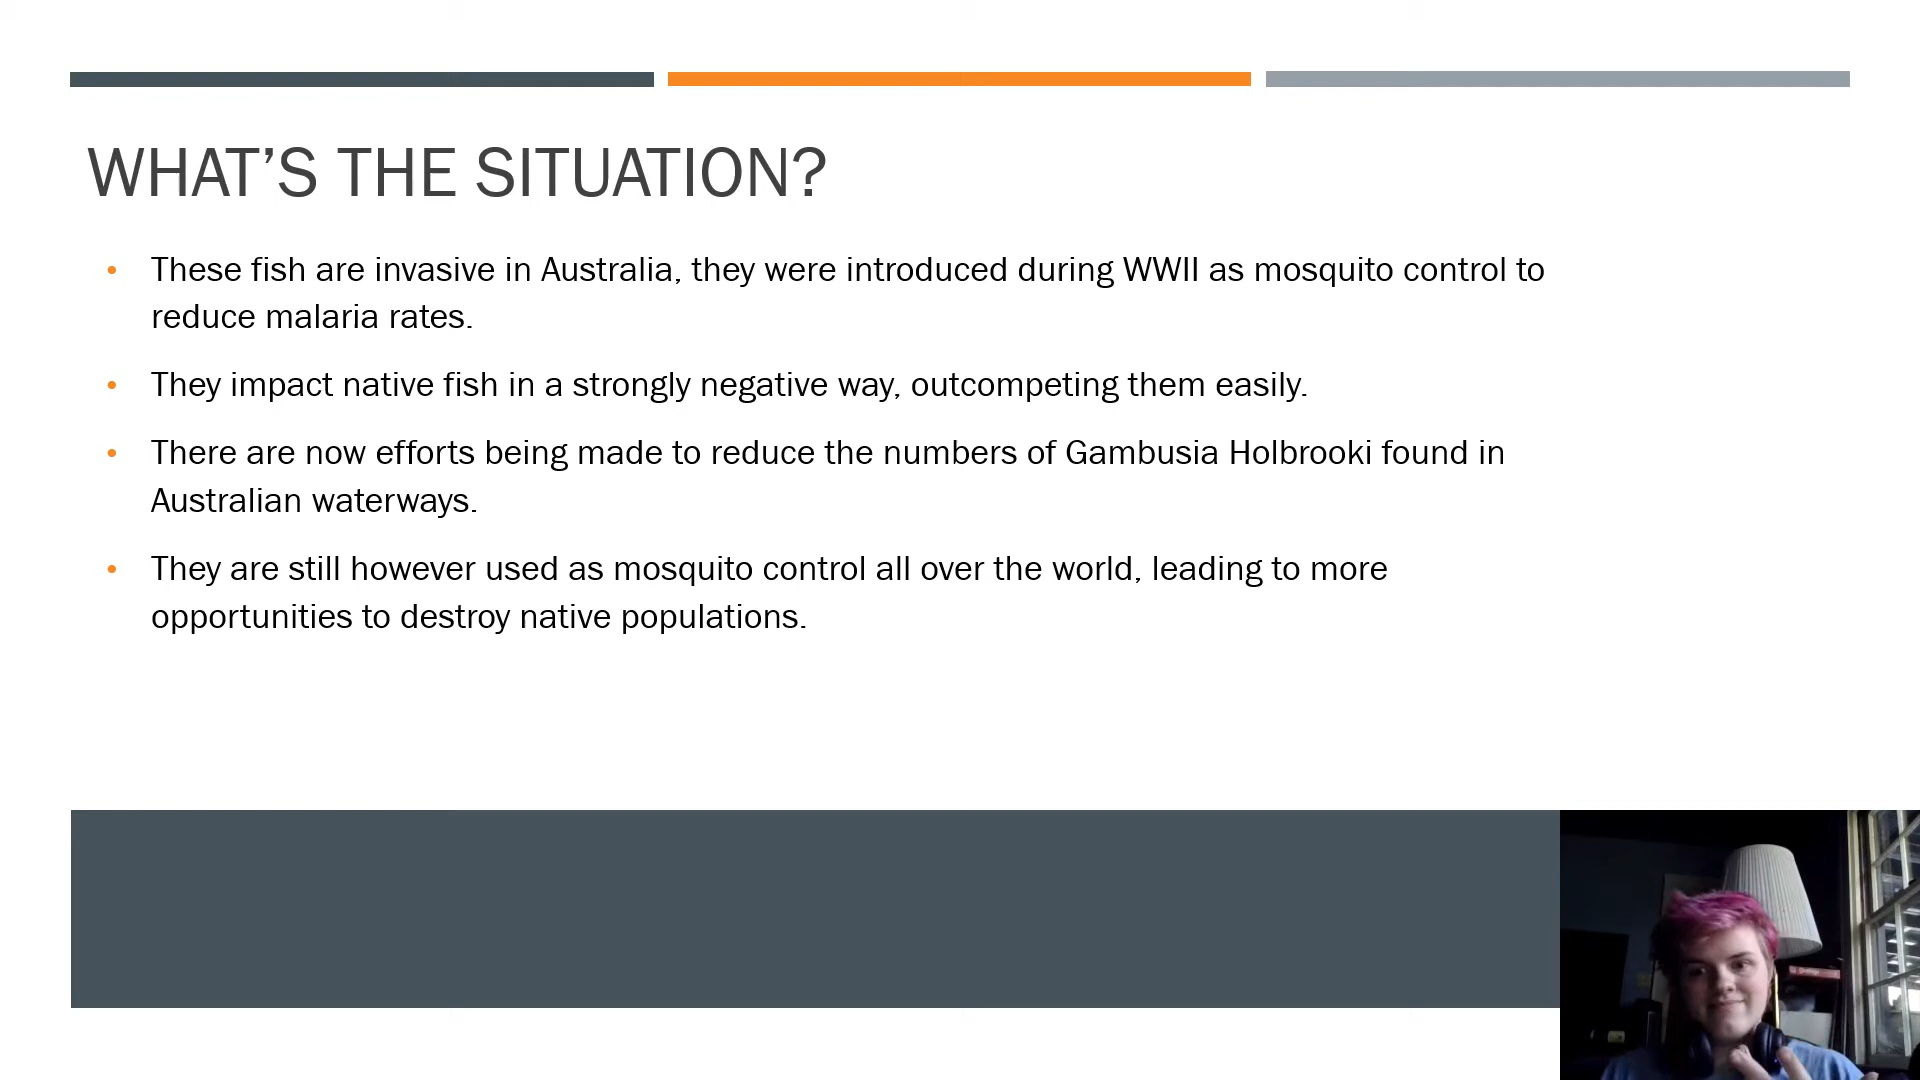 WHAT’S THE SITUATION?
• These fish are invasive in Australia, they were introduced during WWII as mosquito control to
reduce malaria rates.
• They impact native fish in a strongly negative way, outcompeting them easily.
• There are now efforts being made to reduce the numbers of Gambusia Holbrooki found in
Australian waterways.
• They are still however used as mosquito control all over the world, leading to more
opportunities to destroy native populations.